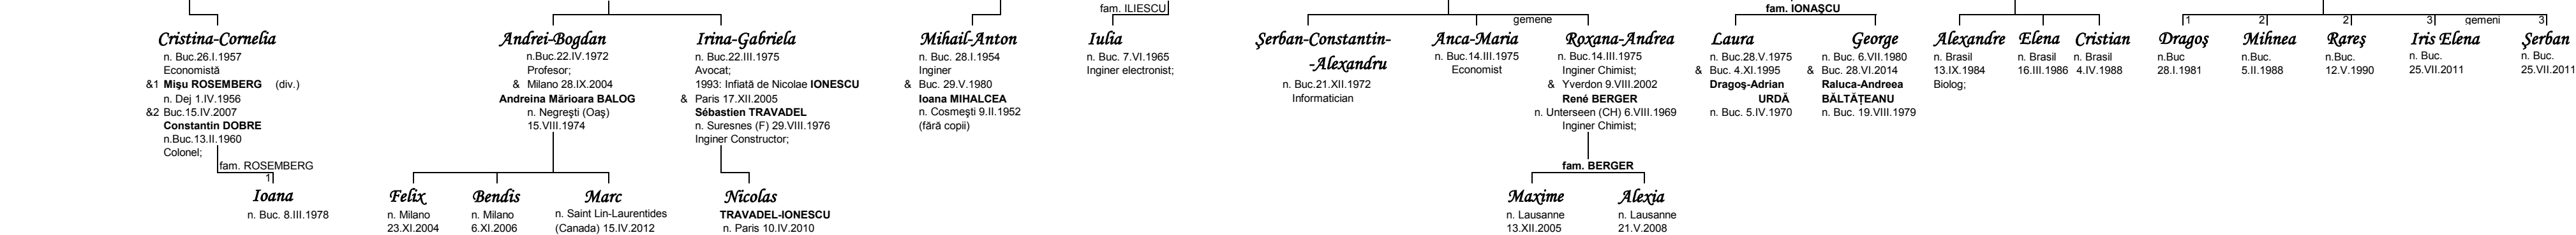 fam. ILIESCU
gemene
fam. IONAŞCU
1
2
2
3
gemeni
3
Cristina-Cornelia
n. Buc.26.I.1957
Economistă
&1 Mişu ROSEMBERG (div.)
n. Dej 1.IV.1956
&2 Buc.15.IV.2007
Constantin DOBRE
n.Buc.13.II.1960
Colonel;
fam. ROSEMBERG
1
Ioana
n. Buc. 8.III.1978
Andrei-Bogdan
n.Buc.22.IV.1972
Profesor;
& Milano 28.IX.2004
Andreina Mărioara BALOG
n. Negreşti (Oaş)
15.VIII.1974
Felix
n. Milano
23.XI.2004
Bendis
n. Milano
6.XI.2006
Marc
n. Saint Lin-Laurentides
(Canada) 15.IV.2012
Irina-Gabriela
n.Buc.22.III.1975
Avocat;
1993: Infiată de Nicolae IONESCU
& Paris 17.XII.2005
Sébastien TRAVADEL
n. Suresnes (F) 29.VIII.1976
Inginer Constructor;
Nicolas
TRAVADEL-IONESCU
n. Paris 10.IV.2010
Mihail-Anton
n. Buc. 28.I.1954
Inginer
& Buc. 29.V.1980
Ioana MIHALCEA
n. Cosmeşti 9.II.1952
(fără copii)
Iulia
n. Buc. 7.VI.1965
Inginer electronist;
Şerban-Constantin-
-Alexandru
n. Buc.21.XII.1972
Informatician
Anca-Maria
n. Buc.14.III.1975
Economist
Roxana-Andrea
n. Buc.14.III.1975
Inginer Chimist;
& Yverdon 9.VIII.2002
René BERGER
n. Unterseen (CH) 6.VIII.1969
Inginer Chimist;
fam. BERGER
Maxime
n. Lausanne
13.XII.2005
Alexia
n. Lausanne
21.V.2008
Laura
n. Buc.28.V.1975
& Buc. 4.XI.1995
Dragoş-Adrian
URDĂ
n. Buc. 5.IV.1970
George
n. Buc. 6.VII.1980
& Buc. 28.VI.2014
Raluca-Andreea
BĂLTĂŢEANU
n. Buc. 19.VIII.1979
Alexandre
n. Brasil
13.IX.1984
Biolog;
Elena
n. Brasil
16.III.1986
Cristian
n. Brasil
4.IV.1988
Dragoş
n.Buc
28.I.1981
Mihnea
n. Buc.
5.II.1988
Rareş
n. Buc.
12.V.1990
Iris Elena
n. Buc.
25.VII.2011
Şerban
n. Buc.
25.VII.2011